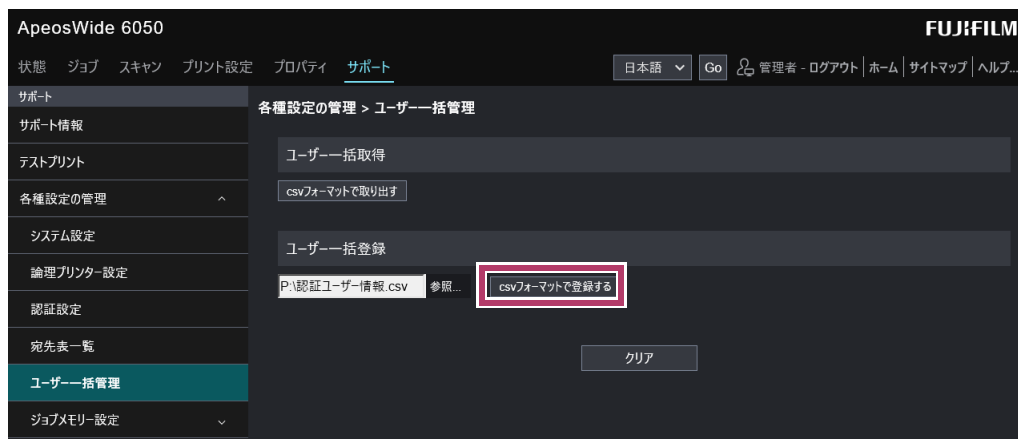 ApeosWide 6050
FUJIFILM
状態 ジョブ スキャン プリント設定 プロパティ サポート 日本語 Go 管理者 - ログアウト ホーム サイトマップ ヘルプ...
サポート
サポート情報
テストプリント
各種設定の管理
システム設定
論理プリンター設定
認証設定
宛先表一覧
ユーザー一括管理
ジョブメモリー設定
各種設定の管理 > ユーザー一括管理
ユーザー一括取得
csvフォーマットで取り出す
ユーザー一括登録
P:\認証ユーザー情報.csv 参照... csvフォーマットで登録する
クリア